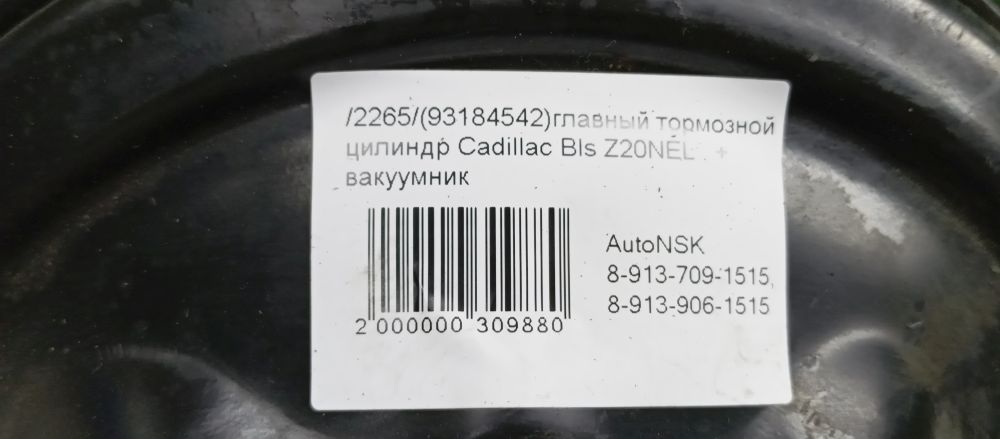 /2265/(93184542)главный тормозной
цилиндр Cadillac Bls Z20NEL +
вакуумник
AutoNSK
8-913-709-1515,
8-913-906-1515
2 000000 309880